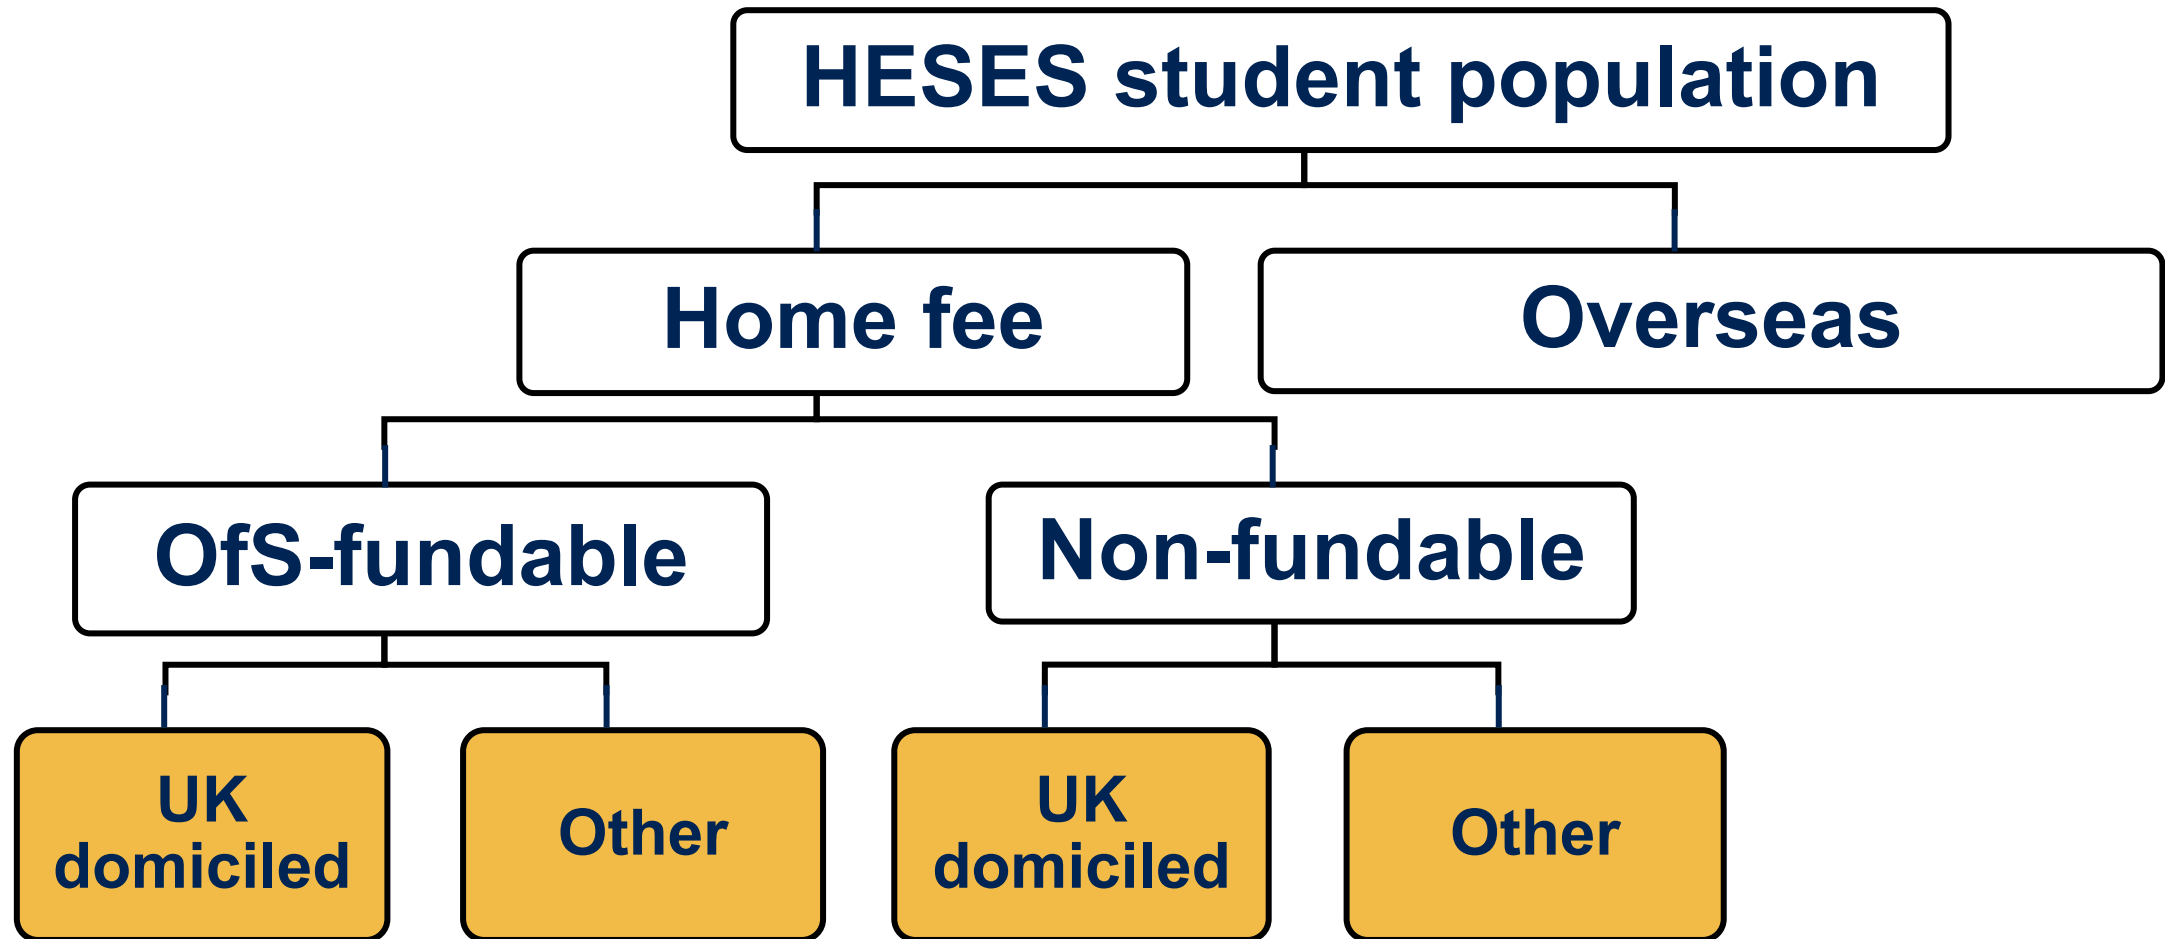 HESES student population
Home fee
Overseas
OfS-fundable
Non-fundable
UK
domiciled
Other
UK
domiciled
Other